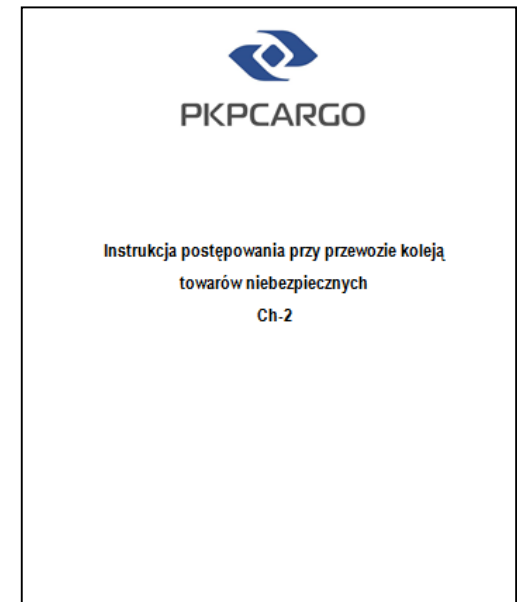 PKPCARGO
Instrukcja postępowania przy przewozie koleją
towarów niebezpiecznych
Ch-2